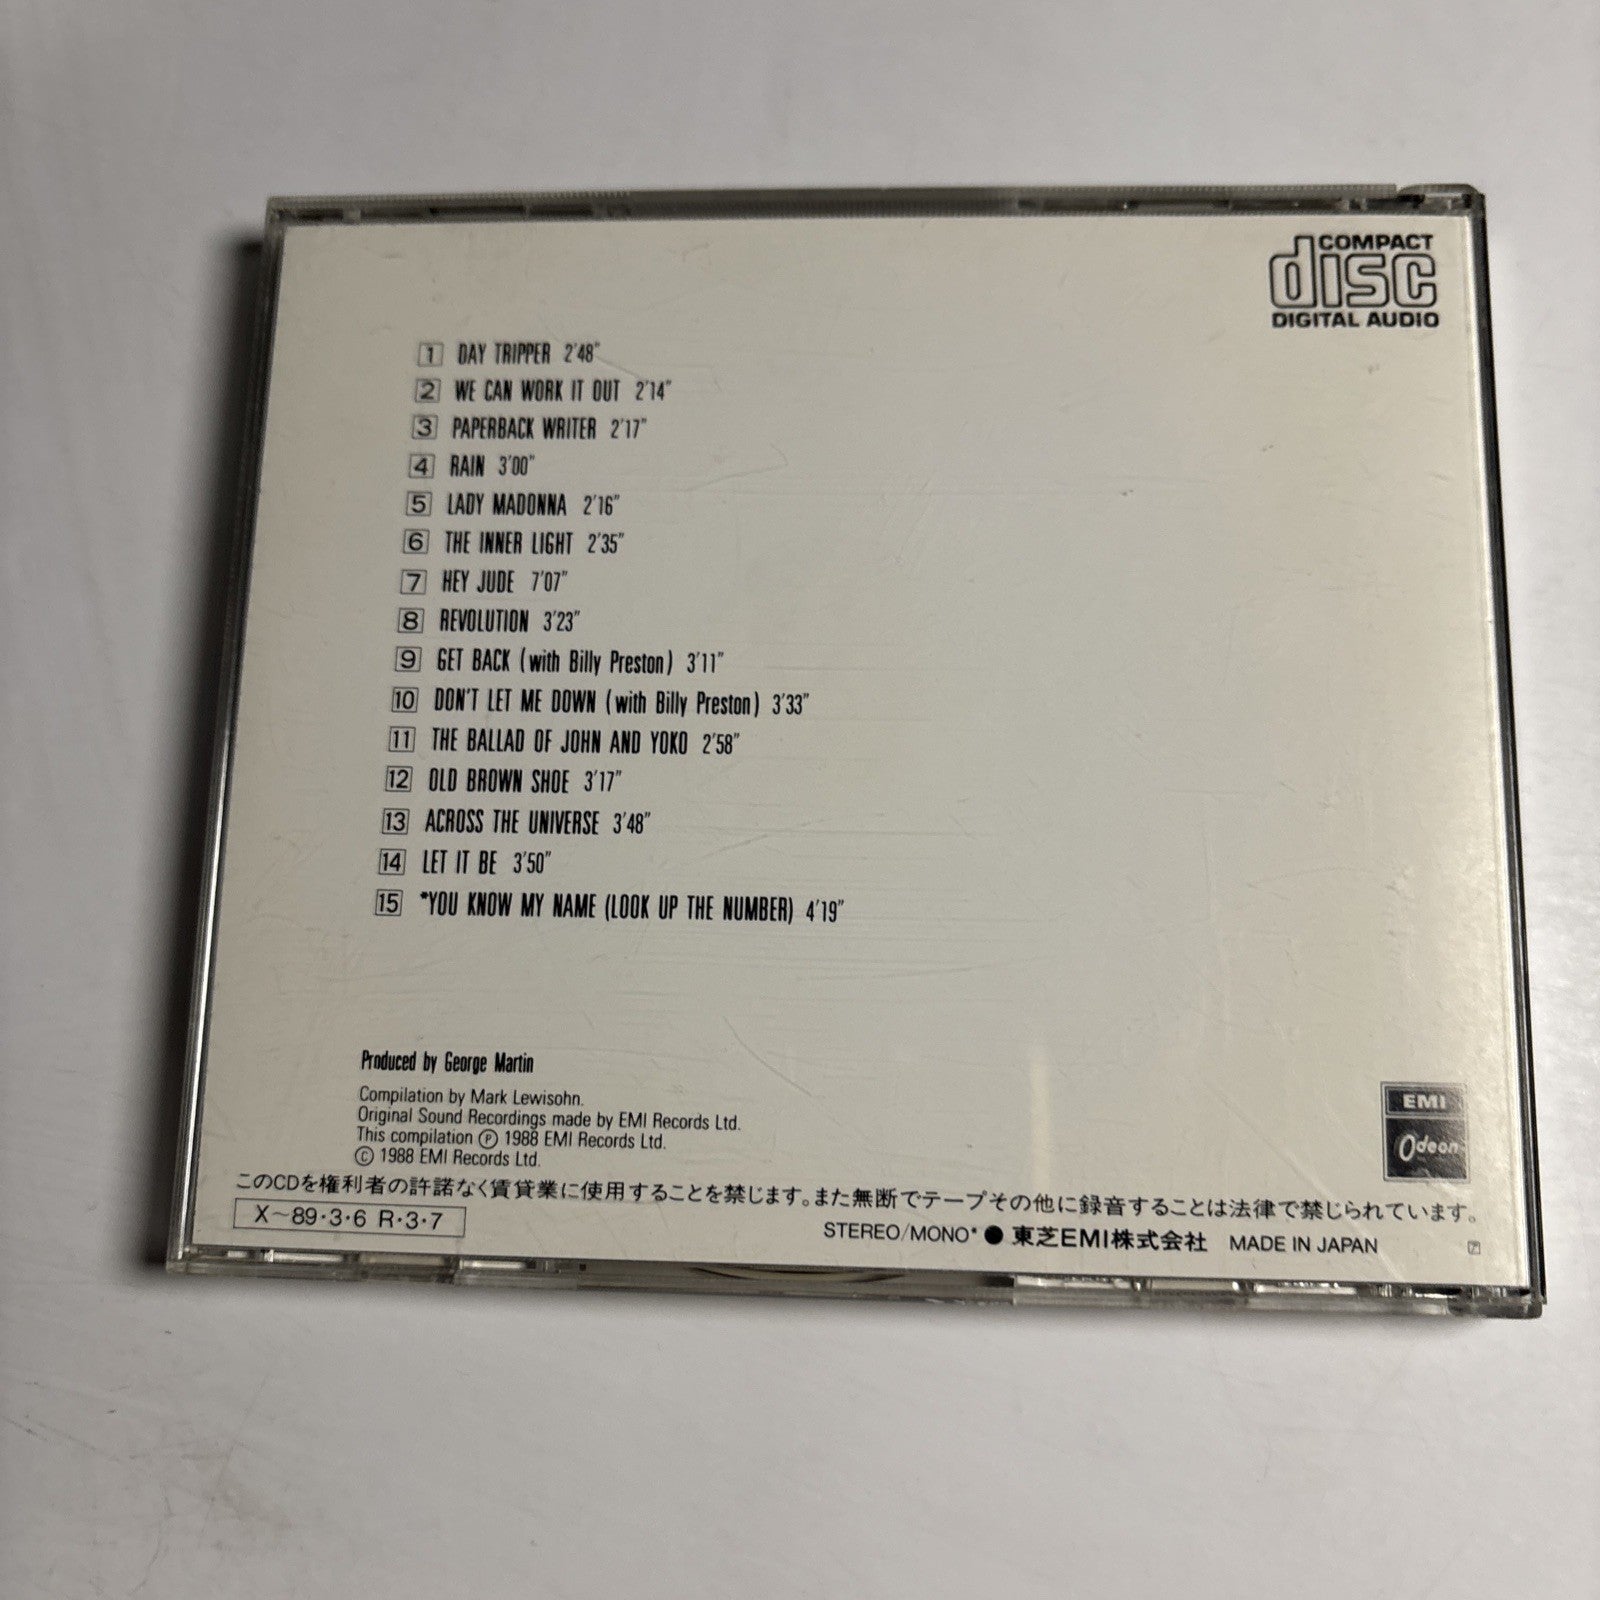 COMPACT
disc
DIGITAL AUDIO
1 DAY TRIPPER 2'48"
2 WE CAN WORK IT OUT 2'14"
3 PAPERBACK WRITER 2'17"
4 RAIN 3'00"
5 LADY MADONNA 2'16"
6 THE INNER LIGHT 2'35"
7 HEY JUDE 7'07"
8 REVOLUTION 3'23"
9 GET BACK (with Billy Preston) 3'11"
10 DON'T LET ME DOWN (with Billy Preston) 3'33"
11 THE BALLAD OF JOHN AND YOKO 2'58"
12 OLD BROWN SHOE 3'17"
13 ACROSS THE UNIVERSE 3'48"
14 LET IT BE 3'50"
15 *YOU KNOW MY NAME (LOOK UP THE NUMBER) 4'19"
Produced by George Martin
Compilation by Mark Lewisohn.
Original Sound Recordings made by EMI Records Ltd.
This compilation Ⓟ 1988 EMI Records Ltd.
© 1988 EMI Records Ltd.
EMI
Odeon
このCDを権利者の許諾なく賃貸業に使用することを禁じます。また無断でテープその他に録音することは法律で禁じられています。
X〜89・3・6 R・3・7
STEREO/MONO* ● 東芝EMI株式会社 MADE IN JAPAN